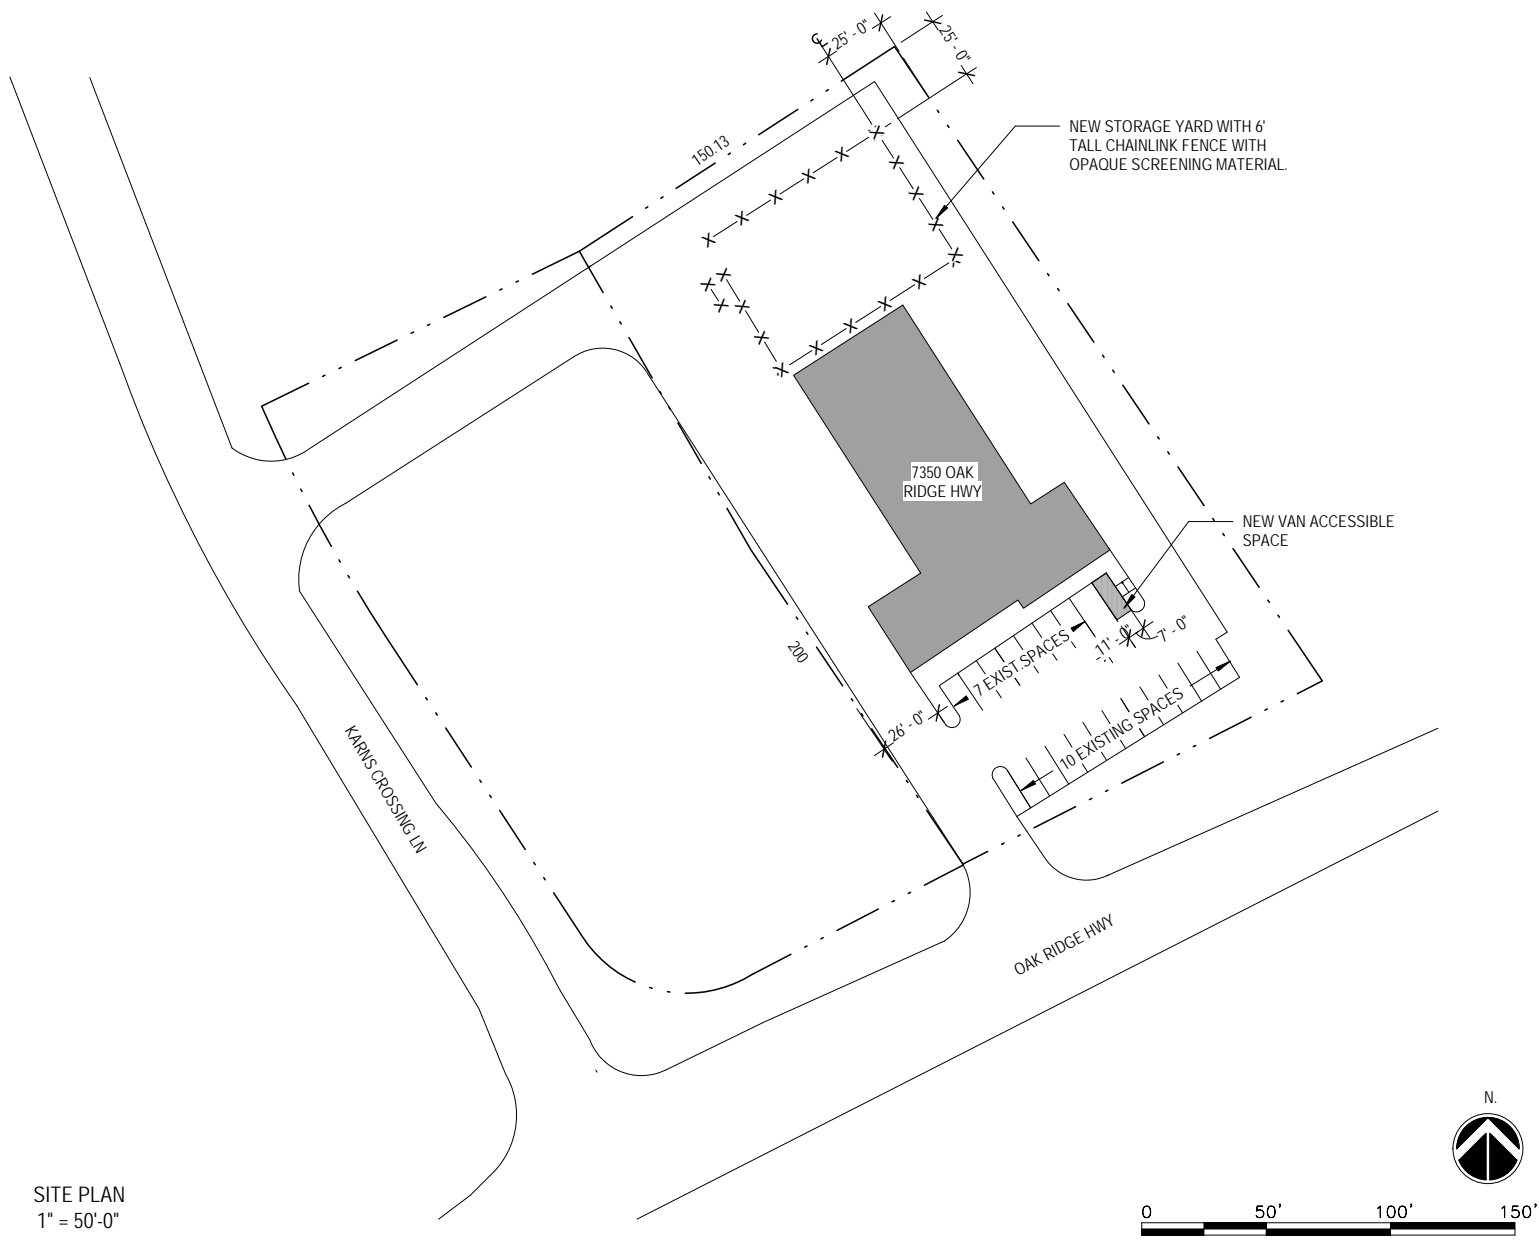 ℄
25' - 0"
25' - 0"
150.13
NEW STORAGE YARD WITH 6'
TALL CHAINLINK FENCE WITH
OPAQUE SCREENING MATERIAL.
7350 OAK
RIDGE HWY
NEW VAN ACCESSIBLE
SPACE
200
7 EXIST.SPACES
11' - 0"
7' - 0"
26' - 0"
10 EXISTING SPACES
KARNS CROSSING LN
OAK RIDGE HWY
N.
SITE PLAN
1" = 50'-0"
0 50' 100' 150'